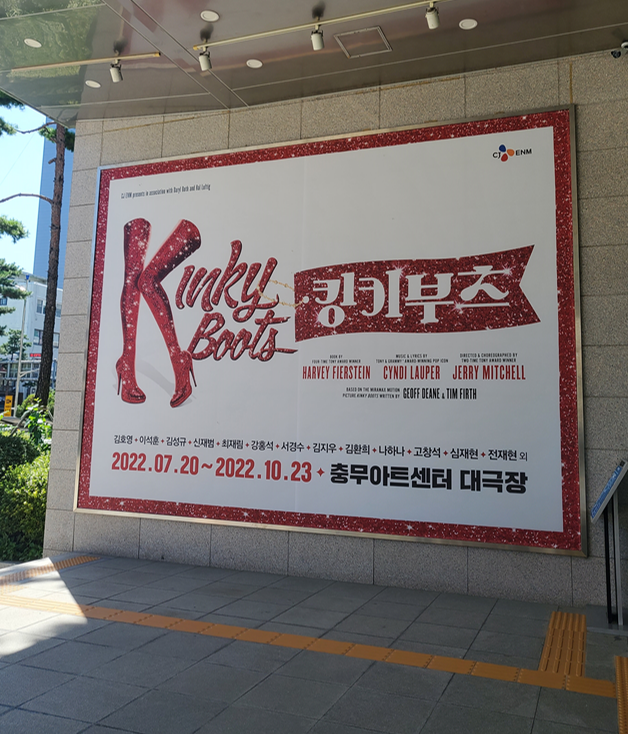 CJ ENM
CJ ENM presents in association with Daryl Roth and Hal Luftig
Kinky
Boots
킹키부츠
BOOK BY
FOUR-TIME TONY AWARD WINNER
HARVEY FIERSTEIN
MUSIC & LYRICS BY
TONY & GRAMMY AWARD-WINNING POP ICON
CYNDI LAUPER
DIRECTED & CHOREOGRAPHED BY
TWO-TIME TONY AWARD WINNER
JERRY MITCHELL
BASED ON THE MIRAMAX MOTION
PICTURE KINKY BOOTS WRITTEN BY GEOFF DEANE & TIM FIRTH
김호영 + 이석훈 + 김성규 + 신재범 + 최재림 + 강홍석 + 서경수 + 김지우 + 김환희 + 나하나 + 고창석 + 심재현 + 전재현 외
2022.07.20~2022.10.23 + 충무아트센터 대극장